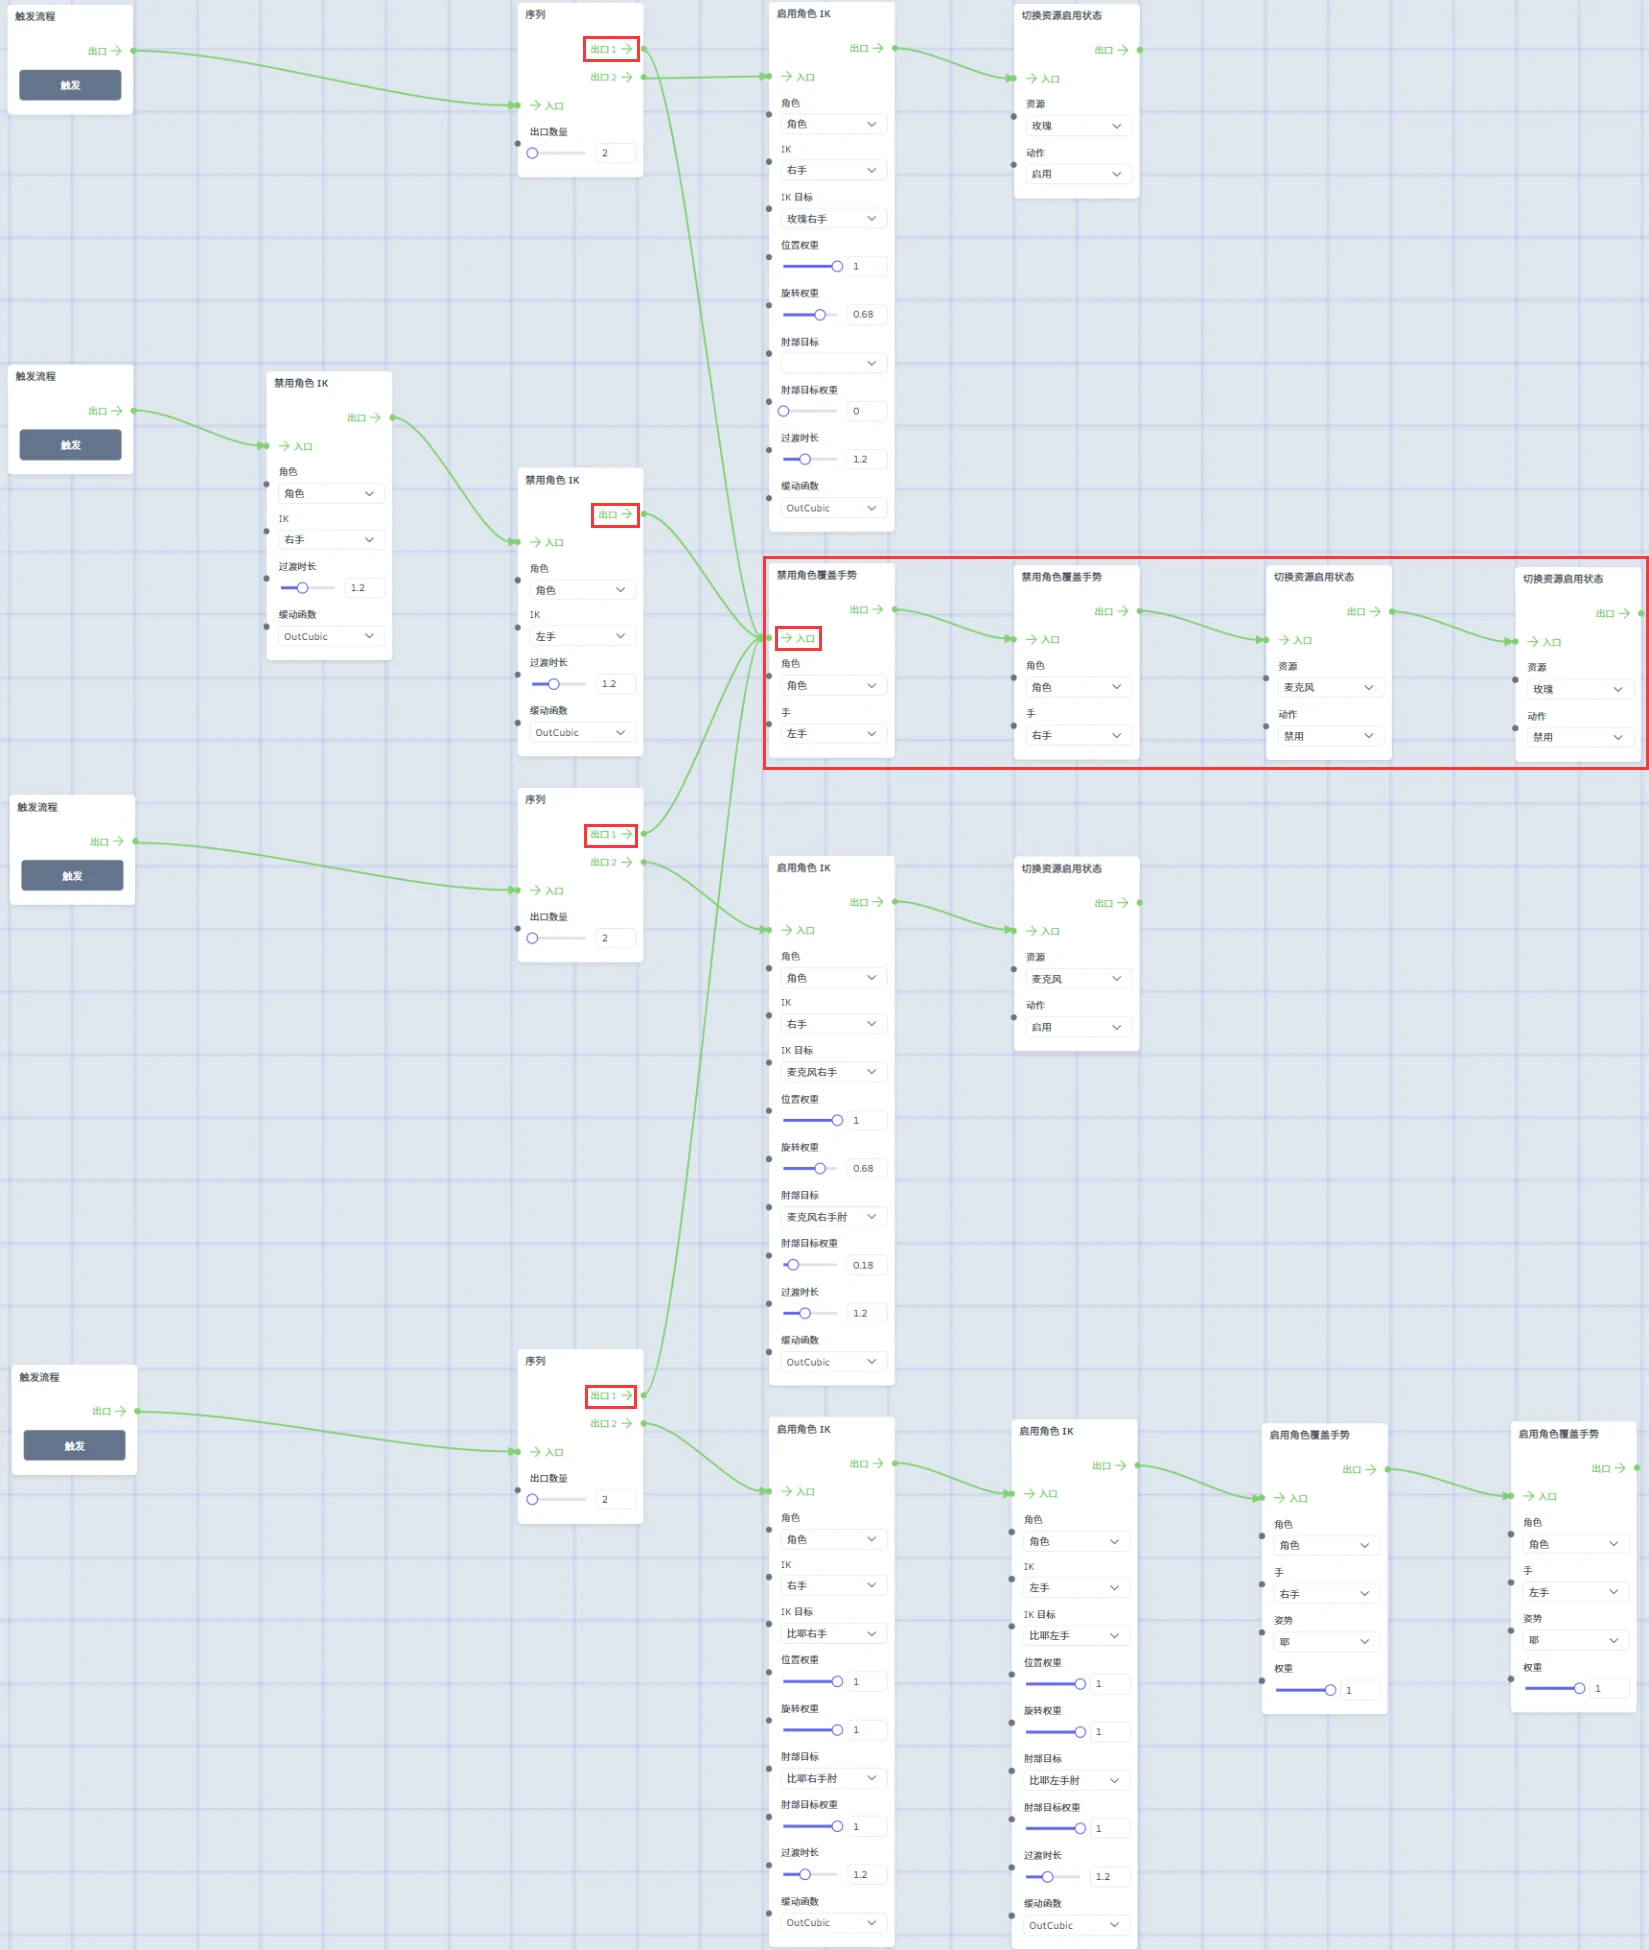 触发流程
出口
触发
序列
出口 1
出口 2
入口
出口数量
2
启用角色 IK
出口
入口
角色
角色
IK
右手
IK 目标
玫瑰右手
位置权重
1
旋转权重
0.68
肘部目标
肘部目标权重
0
过渡时长
1.2
缓动函数
OutCubic
切换资源启用状态
出口
入口
资源
玫瑰
动作
启用
触发流程
出口
触发
禁用角色 IK
出口
入口
角色
角色
IK
右手
过渡时长
1.2
缓动函数
OutCubic
禁用角色 IK
出口
入口
角色
角色
IK
左手
过渡时长
1.2
缓动函数
OutCubic
禁用角色覆盖手势
出口
入口
角色
角色
手
左手
禁用角色覆盖手势
出口
入口
角色
角色
手
右手
切换资源启用状态
出口
入口
资源
麦克风
动作
禁用
切换资源启用状态
出口
入口
资源
玫瑰
动作
禁用
触发流程
出口
触发
序列
出口 1
出口 2
入口
出口数量
2
启用角色 IK
出口
入口
角色
角色
IK
右手
IK 目标
麦克风右手
位置权重
1
旋转权重
0.68
肘部目标
麦克风右手肘
肘部目标权重
0.18
过渡时长
1.2
缓动函数
OutCubic
切换资源启用状态
出口
入口
资源
麦克风
动作
启用
触发流程
出口
触发
序列
出口 1
出口 2
入口
出口数量
2
启用角色 IK
出口
入口
角色
角色
IK
右手
IK 目标
比耶右手
位置权重
1
旋转权重
1
肘部目标
比耶右手肘
肘部目标权重
1
过渡时长
1.2
缓动函数
OutCubic
启用角色 IK
出口
入口
角色
角色
IK
左手
IK 目标
比耶左手
位置权重
1
旋转权重
1
肘部目标
比耶左手肘
肘部目标权重
1
过渡时长
1.2
缓动函数
OutCubic
启用角色覆盖手势
出口
入口
角色
角色
手
右手
姿势
耶
权重
1
启用角色覆盖手势
出口
入口
角色
角色
手
左手
姿势
耶
权重
1